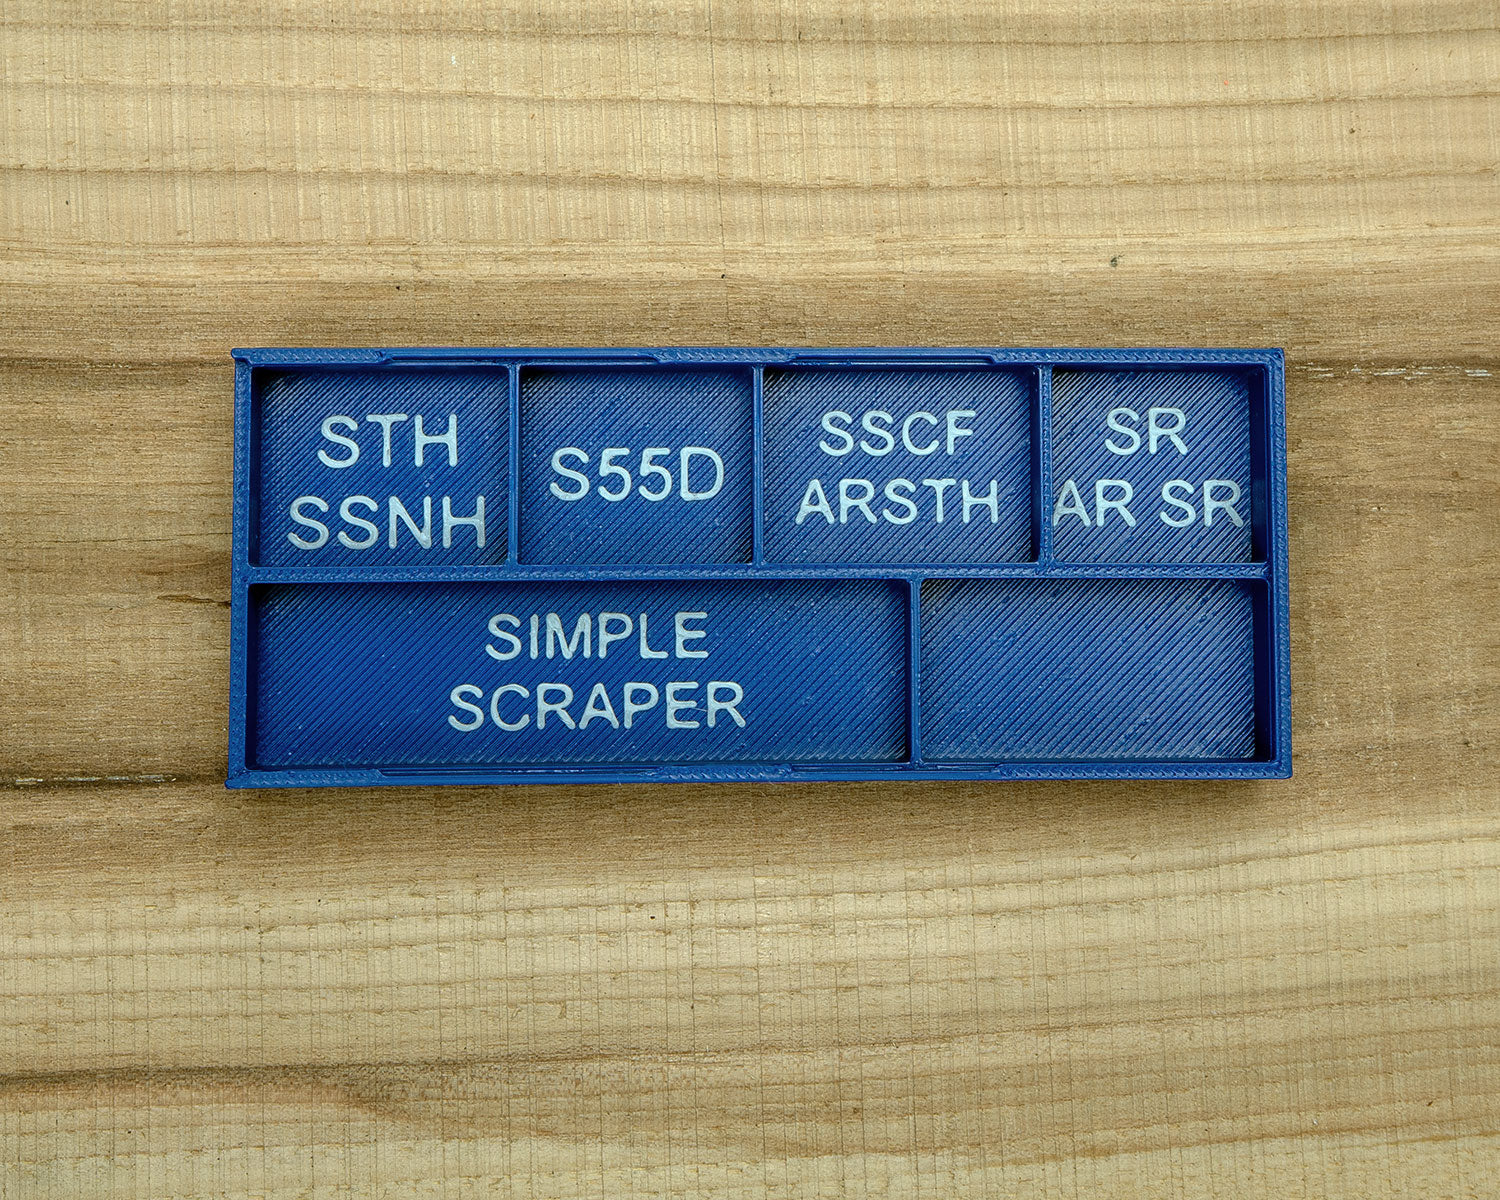 STH
SSNH
S55D
SSCF
ARSTH
SR
AR SR
SIMPLE
SCRAPER